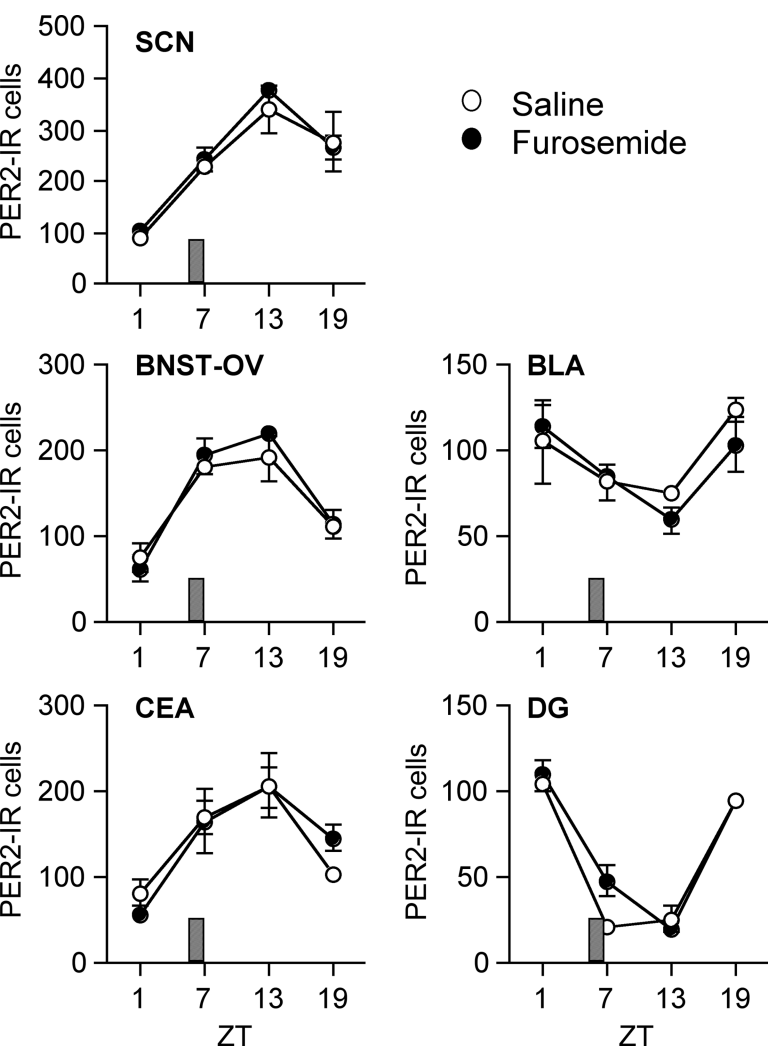 SCN
PER2-IR cells
500
400
300
200
100
0
1 7 13 19
Saline
Furosemide
BNST-OV
PER2-IR cells
300
200
100
0
1 7 13 19
BLA
PER2-IR cells
150
100
50
0
1 7 13 19
CEA
PER2-IR cells
300
200
100
0
1 7 13 19
ZT
DG
PER2-IR cells
150
100
50
0
1 7 13 19
ZT